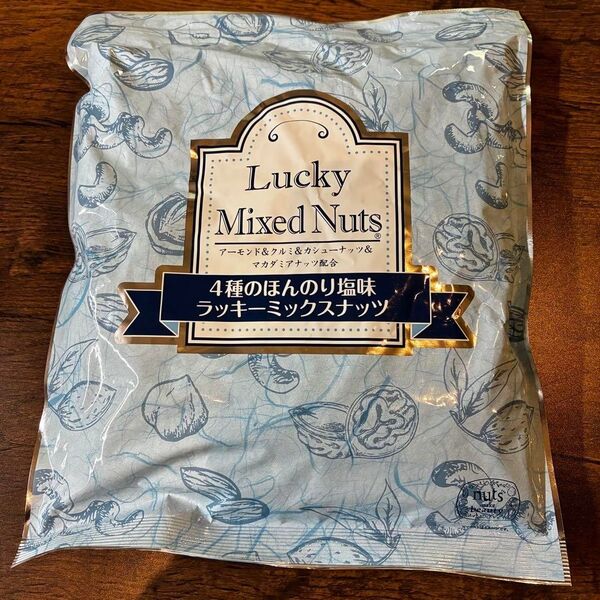 Lucky
Mixed Nuts®
アーモンド&クルミ&カシューナッツ&
マカダミアナッツ配合
4種のほんのり塩味
ラッキーミックスナッツ
nuts
beauty